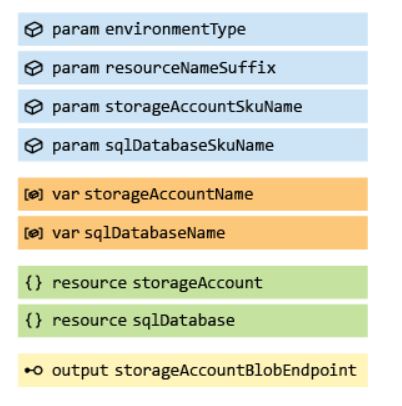 param environmentType
param resourceNameSuffix
param storageAccountSkuName
param sqlDatabaseSkuName
var storageAccountName
var sqlDatabaseName
{} resource storageAccount
{} resource sqlDatabase
output storageAccountBlobEndpoint